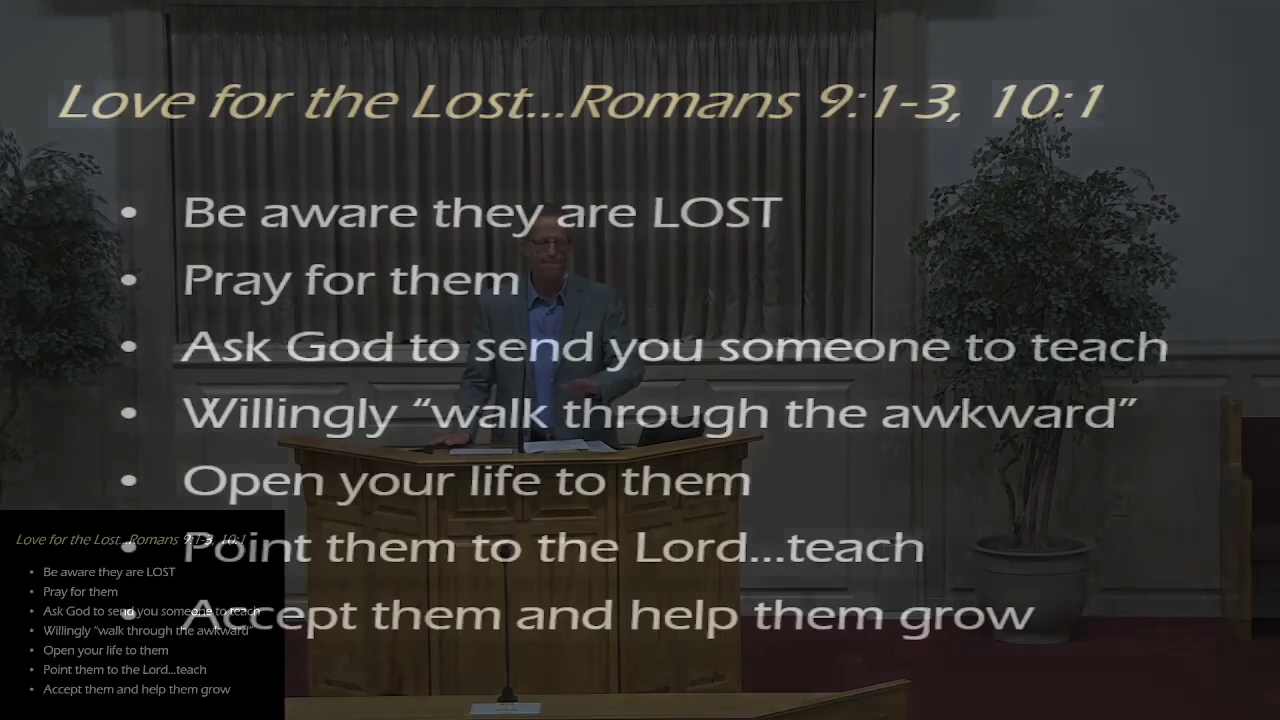 Love for the Lost...Romans 9:1-3, 10:1
• Be aware they are LOST
• Pray for them
• Ask God to send you someone to teach
• Willingly “walk through the awkward”
• Open your life to them
• Point them to the Lord...teach
• Accept them and help them grow
Love for the Lost...Romans 9:1-3, 10:1
• Be aware they are LOST
• Pray for them
• Ask God to send you someone to teach
• Willingly “walk through the awkward”
• Open your life to them
• Point them to the Lord...teach
• Accept them and help them grow